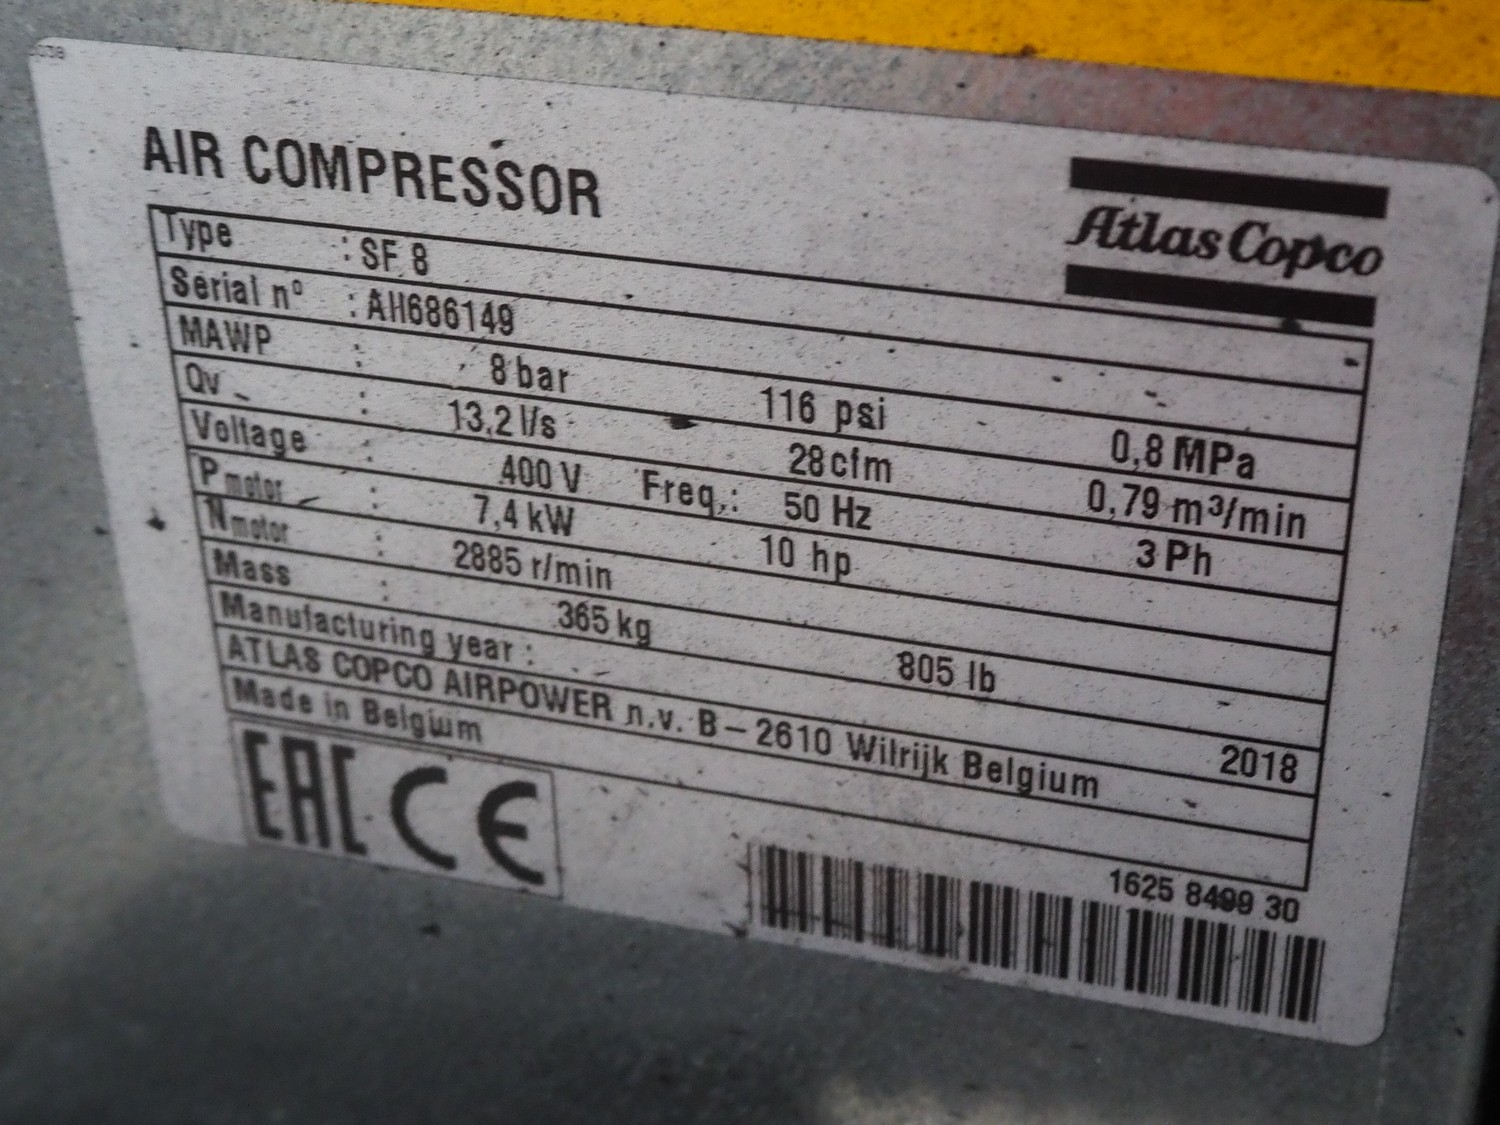 AIR COMPRESSOR
Atlas Copco
Type : SF 8
Serial n° : AII686149
MAWP : 8 bar 116 psi 0,8 MPa
Qv : 13,2 l/s 28 cfm 0,79 m³/min
Voltage : 400 V Freq.: 50 Hz 3 Ph
P motor : 7,4 kW 10 hp
N motor : 2885 r/min
Mass : 365 kg 805 lb
Manufacturing year : 2018
ATLAS COPCO AIRPOWER n.v. B – 2610 Wilrijk Belgium
Made in Belgium
EAC CE
1625 8499 30